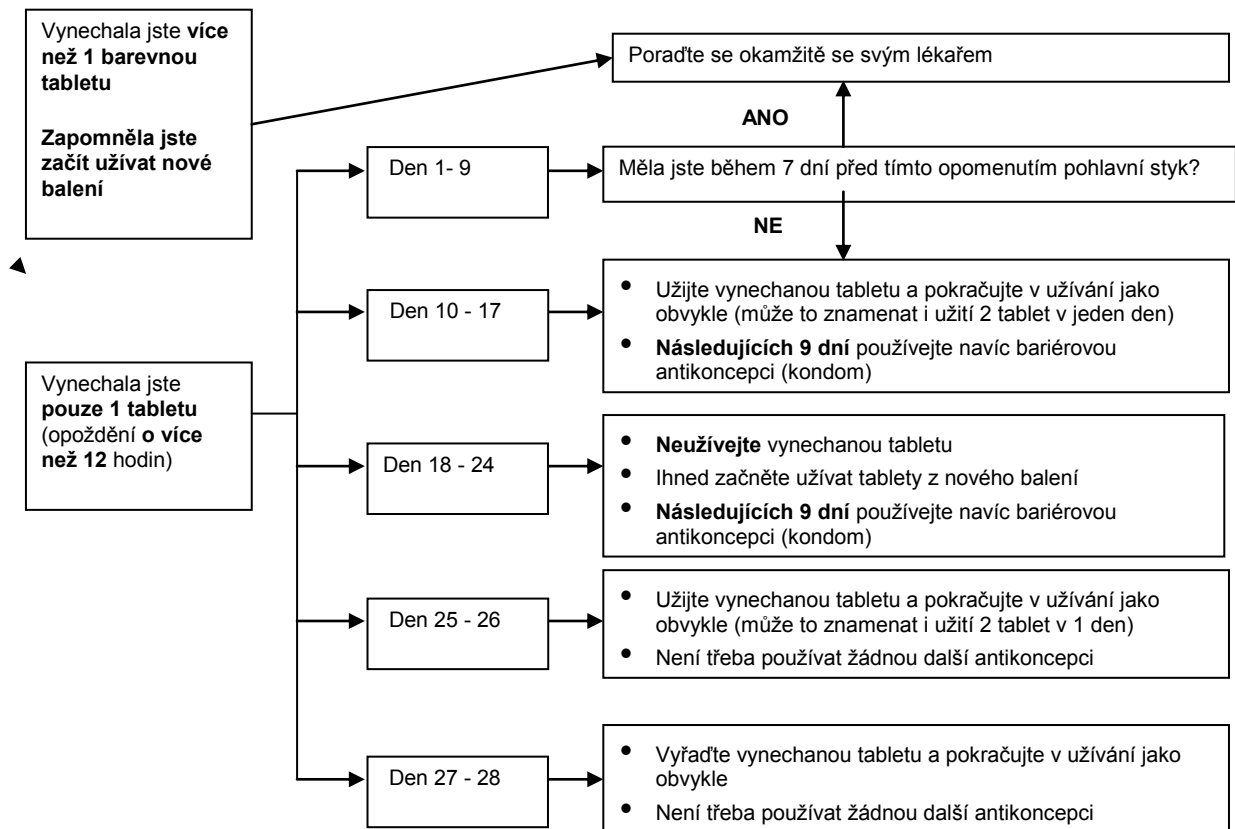 Vynechala jste více
než 1 barevnou
tabletu
Zapomněla jste
začít užívat nové
balení
Poraďte se okamžitě se svým lékařem
ANO
Den 1- 9
Měla jste během 7 dní před tímto opomenutím pohlavní styk?
NE
Vynechala jste
pouze 1 tabletu
(opoždění o více
než 12 hodin)
Den 10 - 17
• Užijte vynechanou tabletu a pokračujte v užívání jako
obvykle (může to znamenat i užití 2 tablet v jeden den)
• Následujících 9 dní používejte navíc bariérovou
antikoncepci (kondom)
Den 18 - 24
• Neužívejte vynechanou tabletu
• Ihned začněte užívat tablety z nového balení
• Následujících 9 dní používejte navíc bariérovou
antikoncepci (kondom)
Den 25 - 26
• Užijte vynechanou tabletu a pokračujte v užívání jako
obvykle (může to znamenat i užití 2 tablet v 1 den)
• Není třeba používat žádnou další antikoncepci
Den 27 - 28
• Vyřaďte vynechanou tabletu a pokračujte v užívání jako
obvykle
• Není třeba používat žádnou další antikoncepci